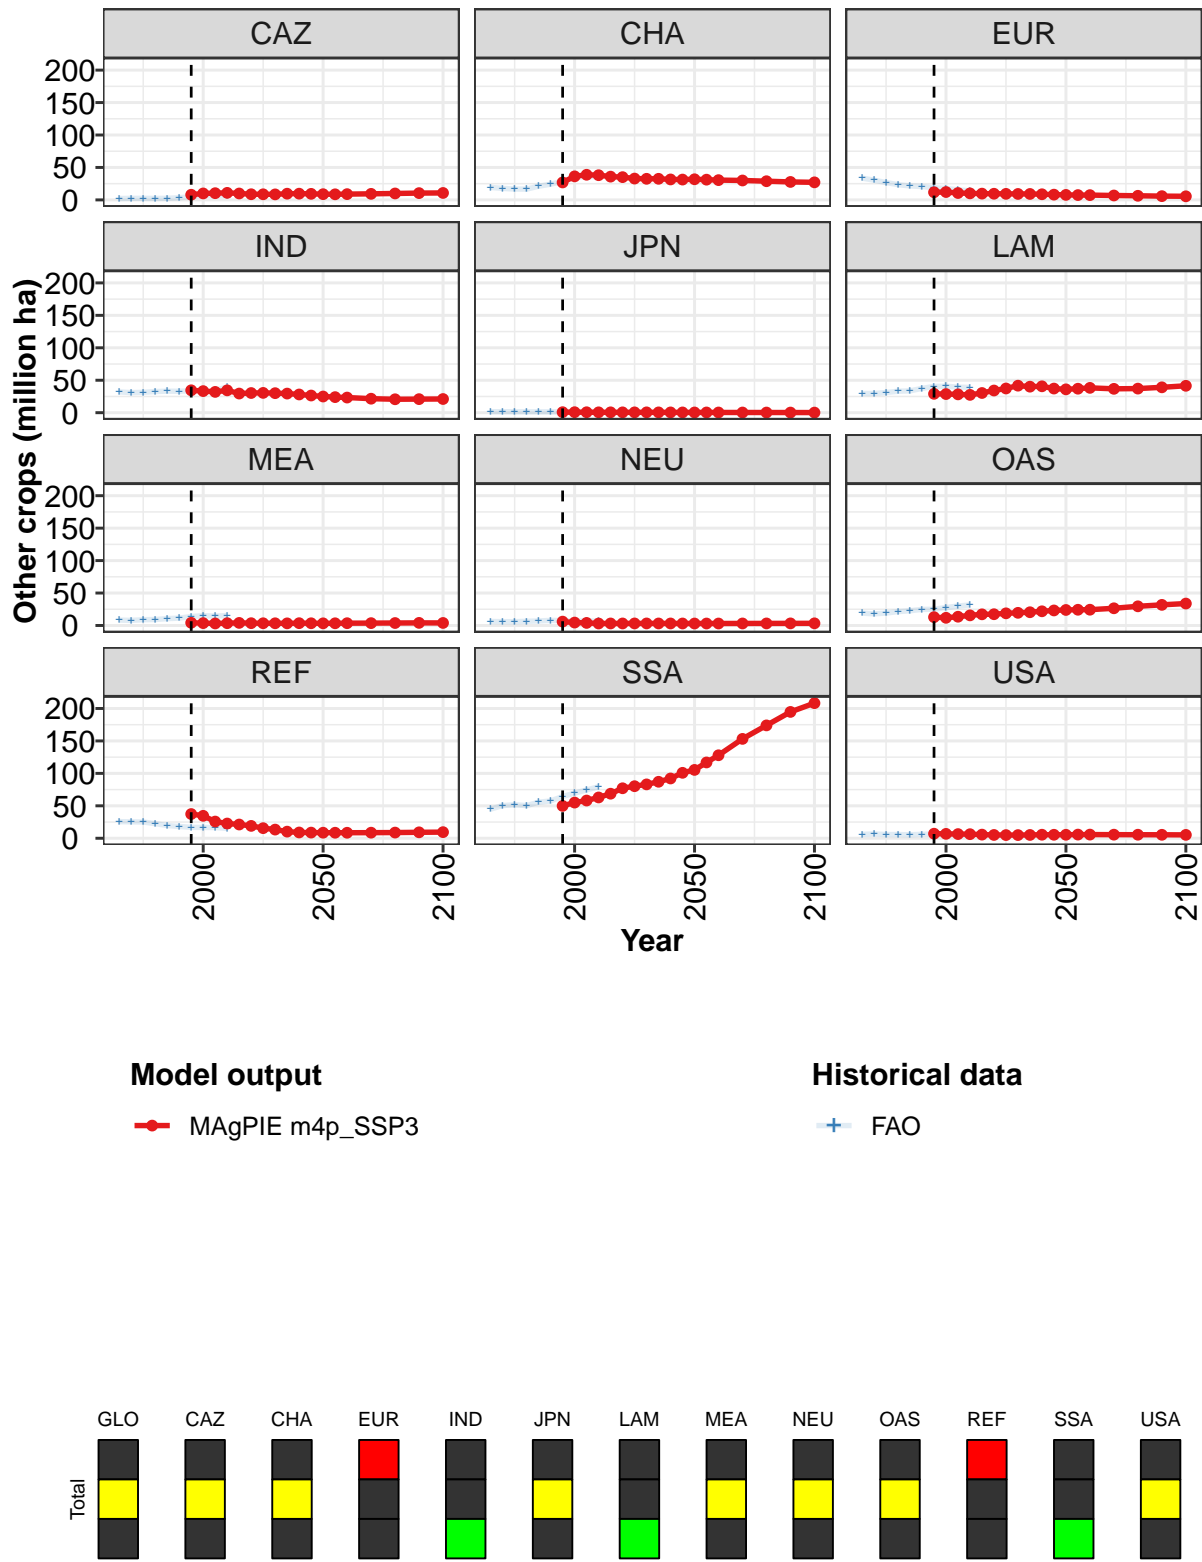 CAZ CHA EUR
200
150
100
50
0
IND JPN LAM
200
150
100
50
0
MEA NEU OAS
200
150
100
50
0
REF SSA USA
200
150
100
50
0
Other crops (million ha)
2000 2050 2100 2000 2050 2100 2000 2050 2100
Year
Model output
MAgPIE m4p_SSP3
Historical data
FAO
GLO CAZ CHA EUR IND JPN LAM MEA NEU OAS REF SSA USA
Total